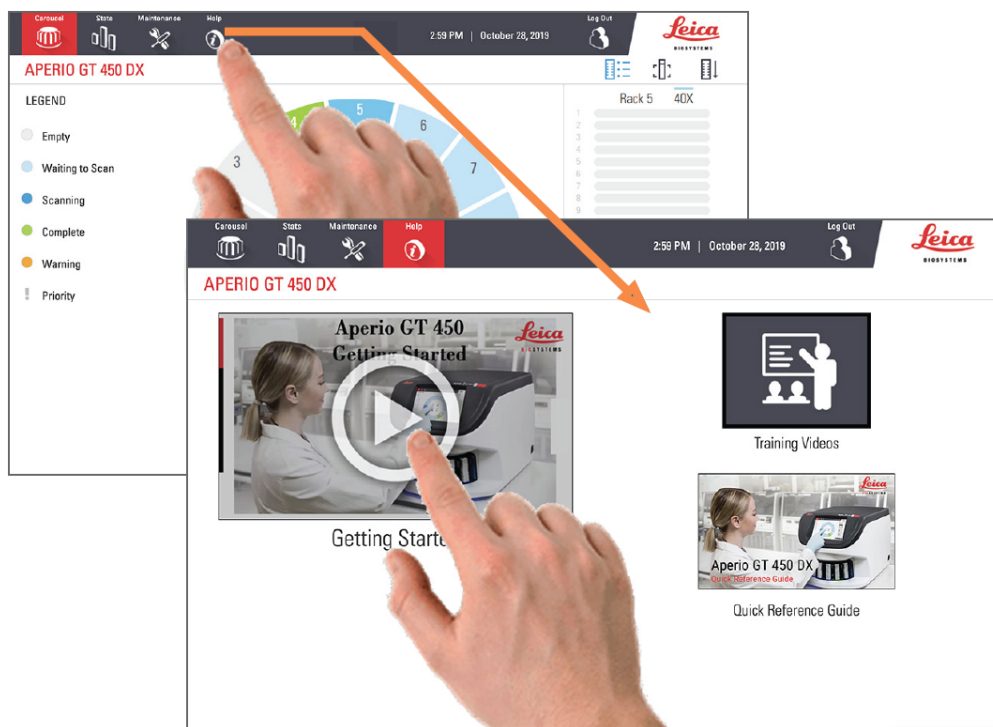 Carousel Stats Maintenance Help
2:59 PM | October 28, 2019
Log Out
Leica
BIOSYSTEMS
APERIO GT 450 DX
LEGEND
Empty
Waiting to Scan
Scanning
Complete
Warning
Priority
3
4
5
6
7
Rack 5 40X
1
2
3
4
5
6
7
8
9
Carousel Stats Maintenance Help
2:59 PM | October 28, 2019
Log Out
Leica
BIOSYSTEMS
APERIO GT 450 DX
Aperio GT 450
Getting Started
Leica
BIOSYSTEMS
Getting Starte
Training Videos
Leica
Aperio GT 450 DX
Quick Reference Guide
Quick Reference Guide